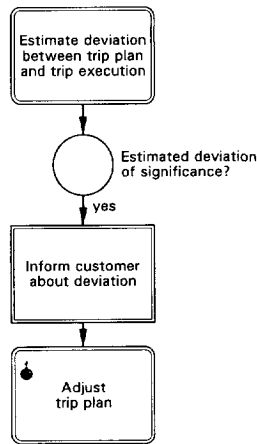 Estimate deviation
between trip plan
and trip execution
Estimated deviation
of significance?
yes
Inform customer
about deviation
Adjust
trip plan